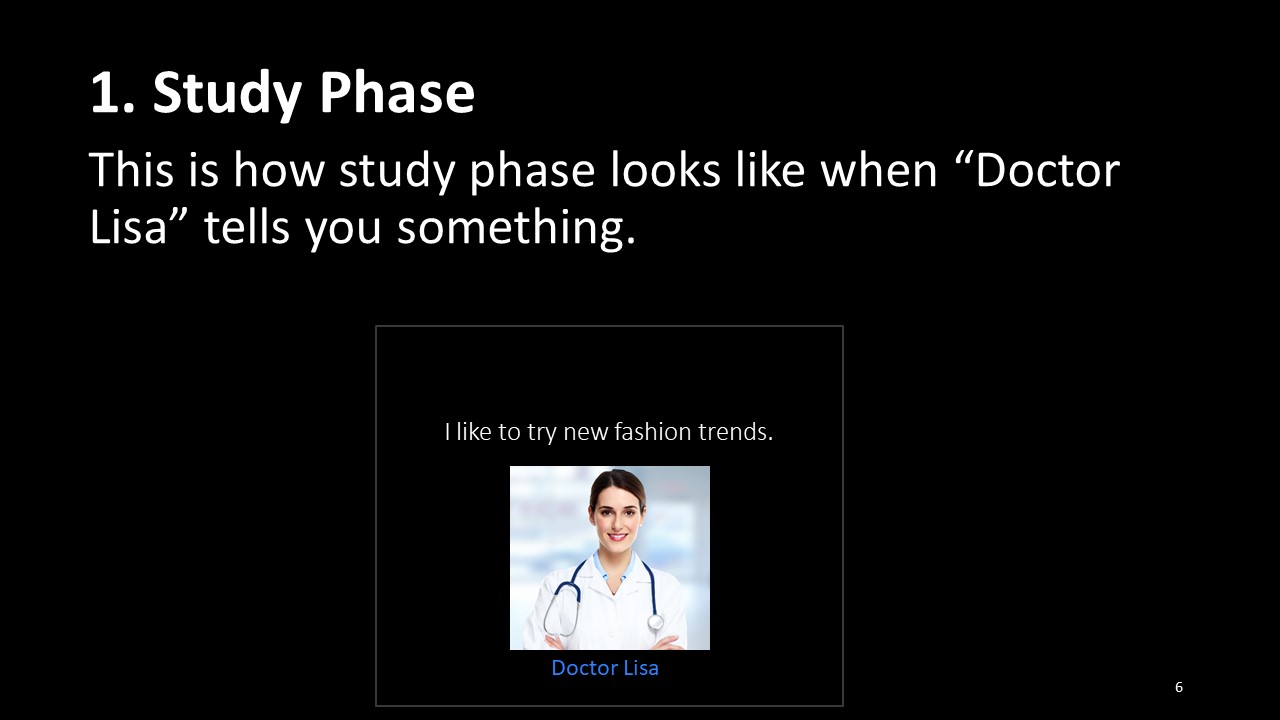 1. Study Phase
This is how study phase looks like when “Doctor
Lisa” tells you something.
I like to try new fashion trends.
Doctor Lisa
6